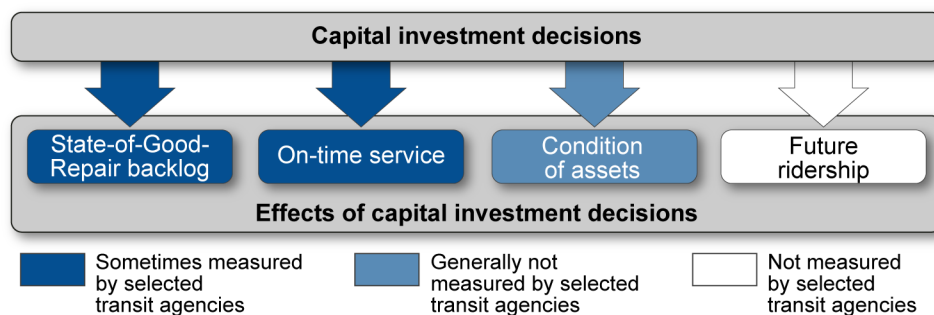 Capital investment decisions
State-of-Good-
Repair backlog
On-time service
Condition
of assets
Future
ridership
Effects of capital investment decisions
Sometimes measured
by selected
transit agencies
Generally not
measured by selected
transit agencies
Not measured
by selected
transit agencies